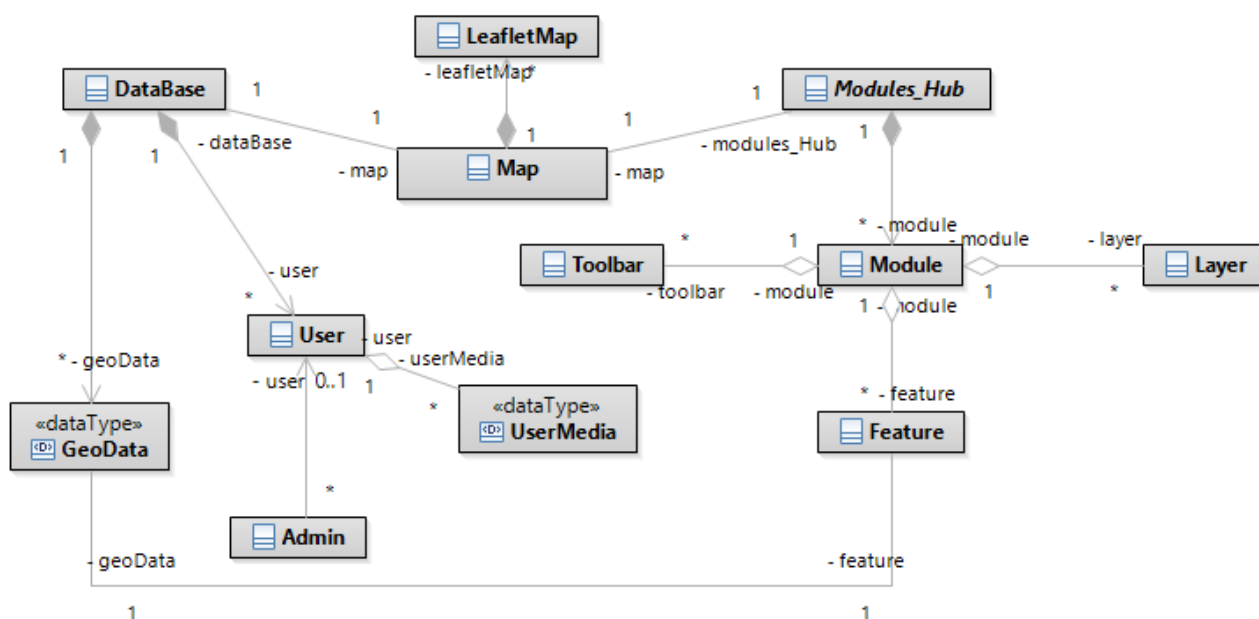 LeafletMap
- leafletMap
*
DataBase
1
Modules_Hub
1
1
1
1
- dataBase
1
- modules_Hub
1
1
- map
Map
- map
* - module
- module
- layer
*
1
Toolbar
Module
Layer
- toolbar
- module
1
*
1
- module
- user
*
User
- user
- userMedia
* - geoData
- user
0..1
1
*
* - feature
«dataType»
GeoData
«dataType»
UserMedia
Feature
*
Admin
- geoData
- feature
1
1